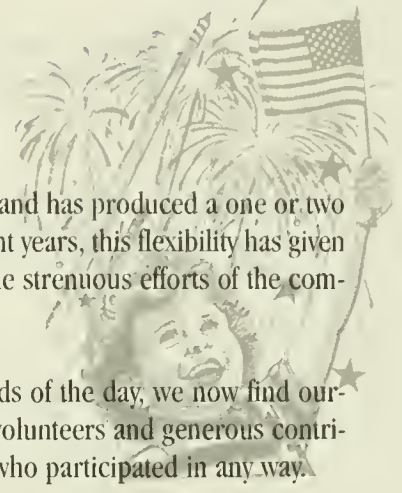 and has produced a one or two
nt years, this flexibility has given
e strenuous efforts of the com-
ds of the day, we now find our-
volunteers and generous contri-
who participated in any way.